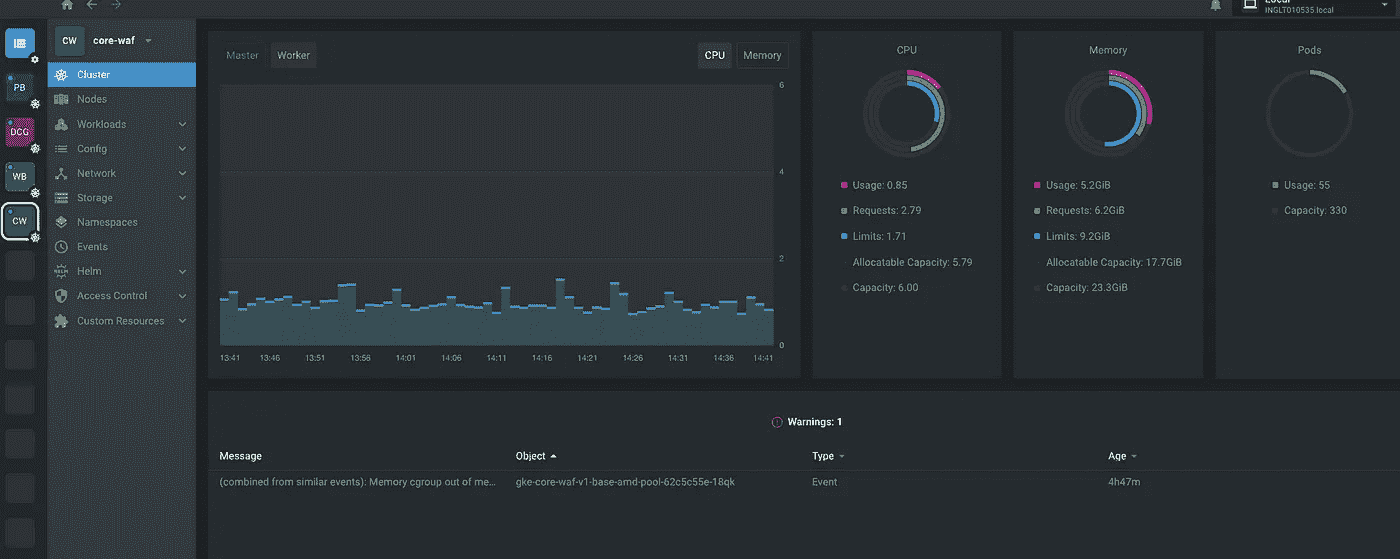 Local
INGLT010535.local
CW core-waf
PB
DCG
WB
CW
Cluster
Nodes
Workloads
Config
Network
Storage
Namespaces
Events
HELM Helm
Access Control
Custom Resources
Master Worker CPU Memory
6
4
2
0
13:41 13:46 13:51 13:56 14:01 14:06 14:11 14:16 14:21 14:26 14:31 14:36 14:41
CPU
Usage: 0.85
Requests: 2.79
Limits: 1.71
Allocatable Capacity: 5.79
Capacity: 6.00
Memory
Usage: 5.2GiB
Requests: 6.2GiB
Limits: 9.2GiB
Allocatable Capacity: 17.7GiB
Capacity: 23.3GiB
Pods
Usage: 55
Capacity: 330
Warnings: 1
Message Object Type Age
(combined from similar events): Memory cgroup out of me... gke-core-waf-v1-base-amd-pool-62c5c55e-18qk Event 4h47m